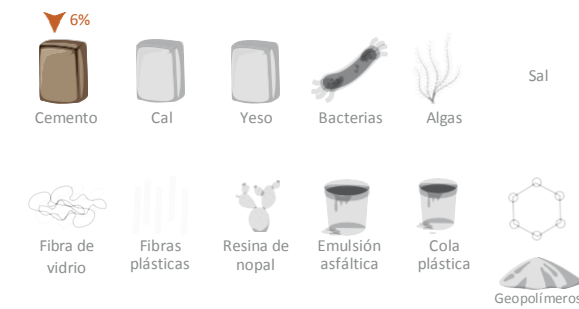 6%
Cemento
Cal
Yeso
Bacterias
Algas
Sal
Fibra de
vidrio
Fibras
plásticas
Resina de
nopal
Emulsión
asfáltica
Cola
plástica
Geopolímeros